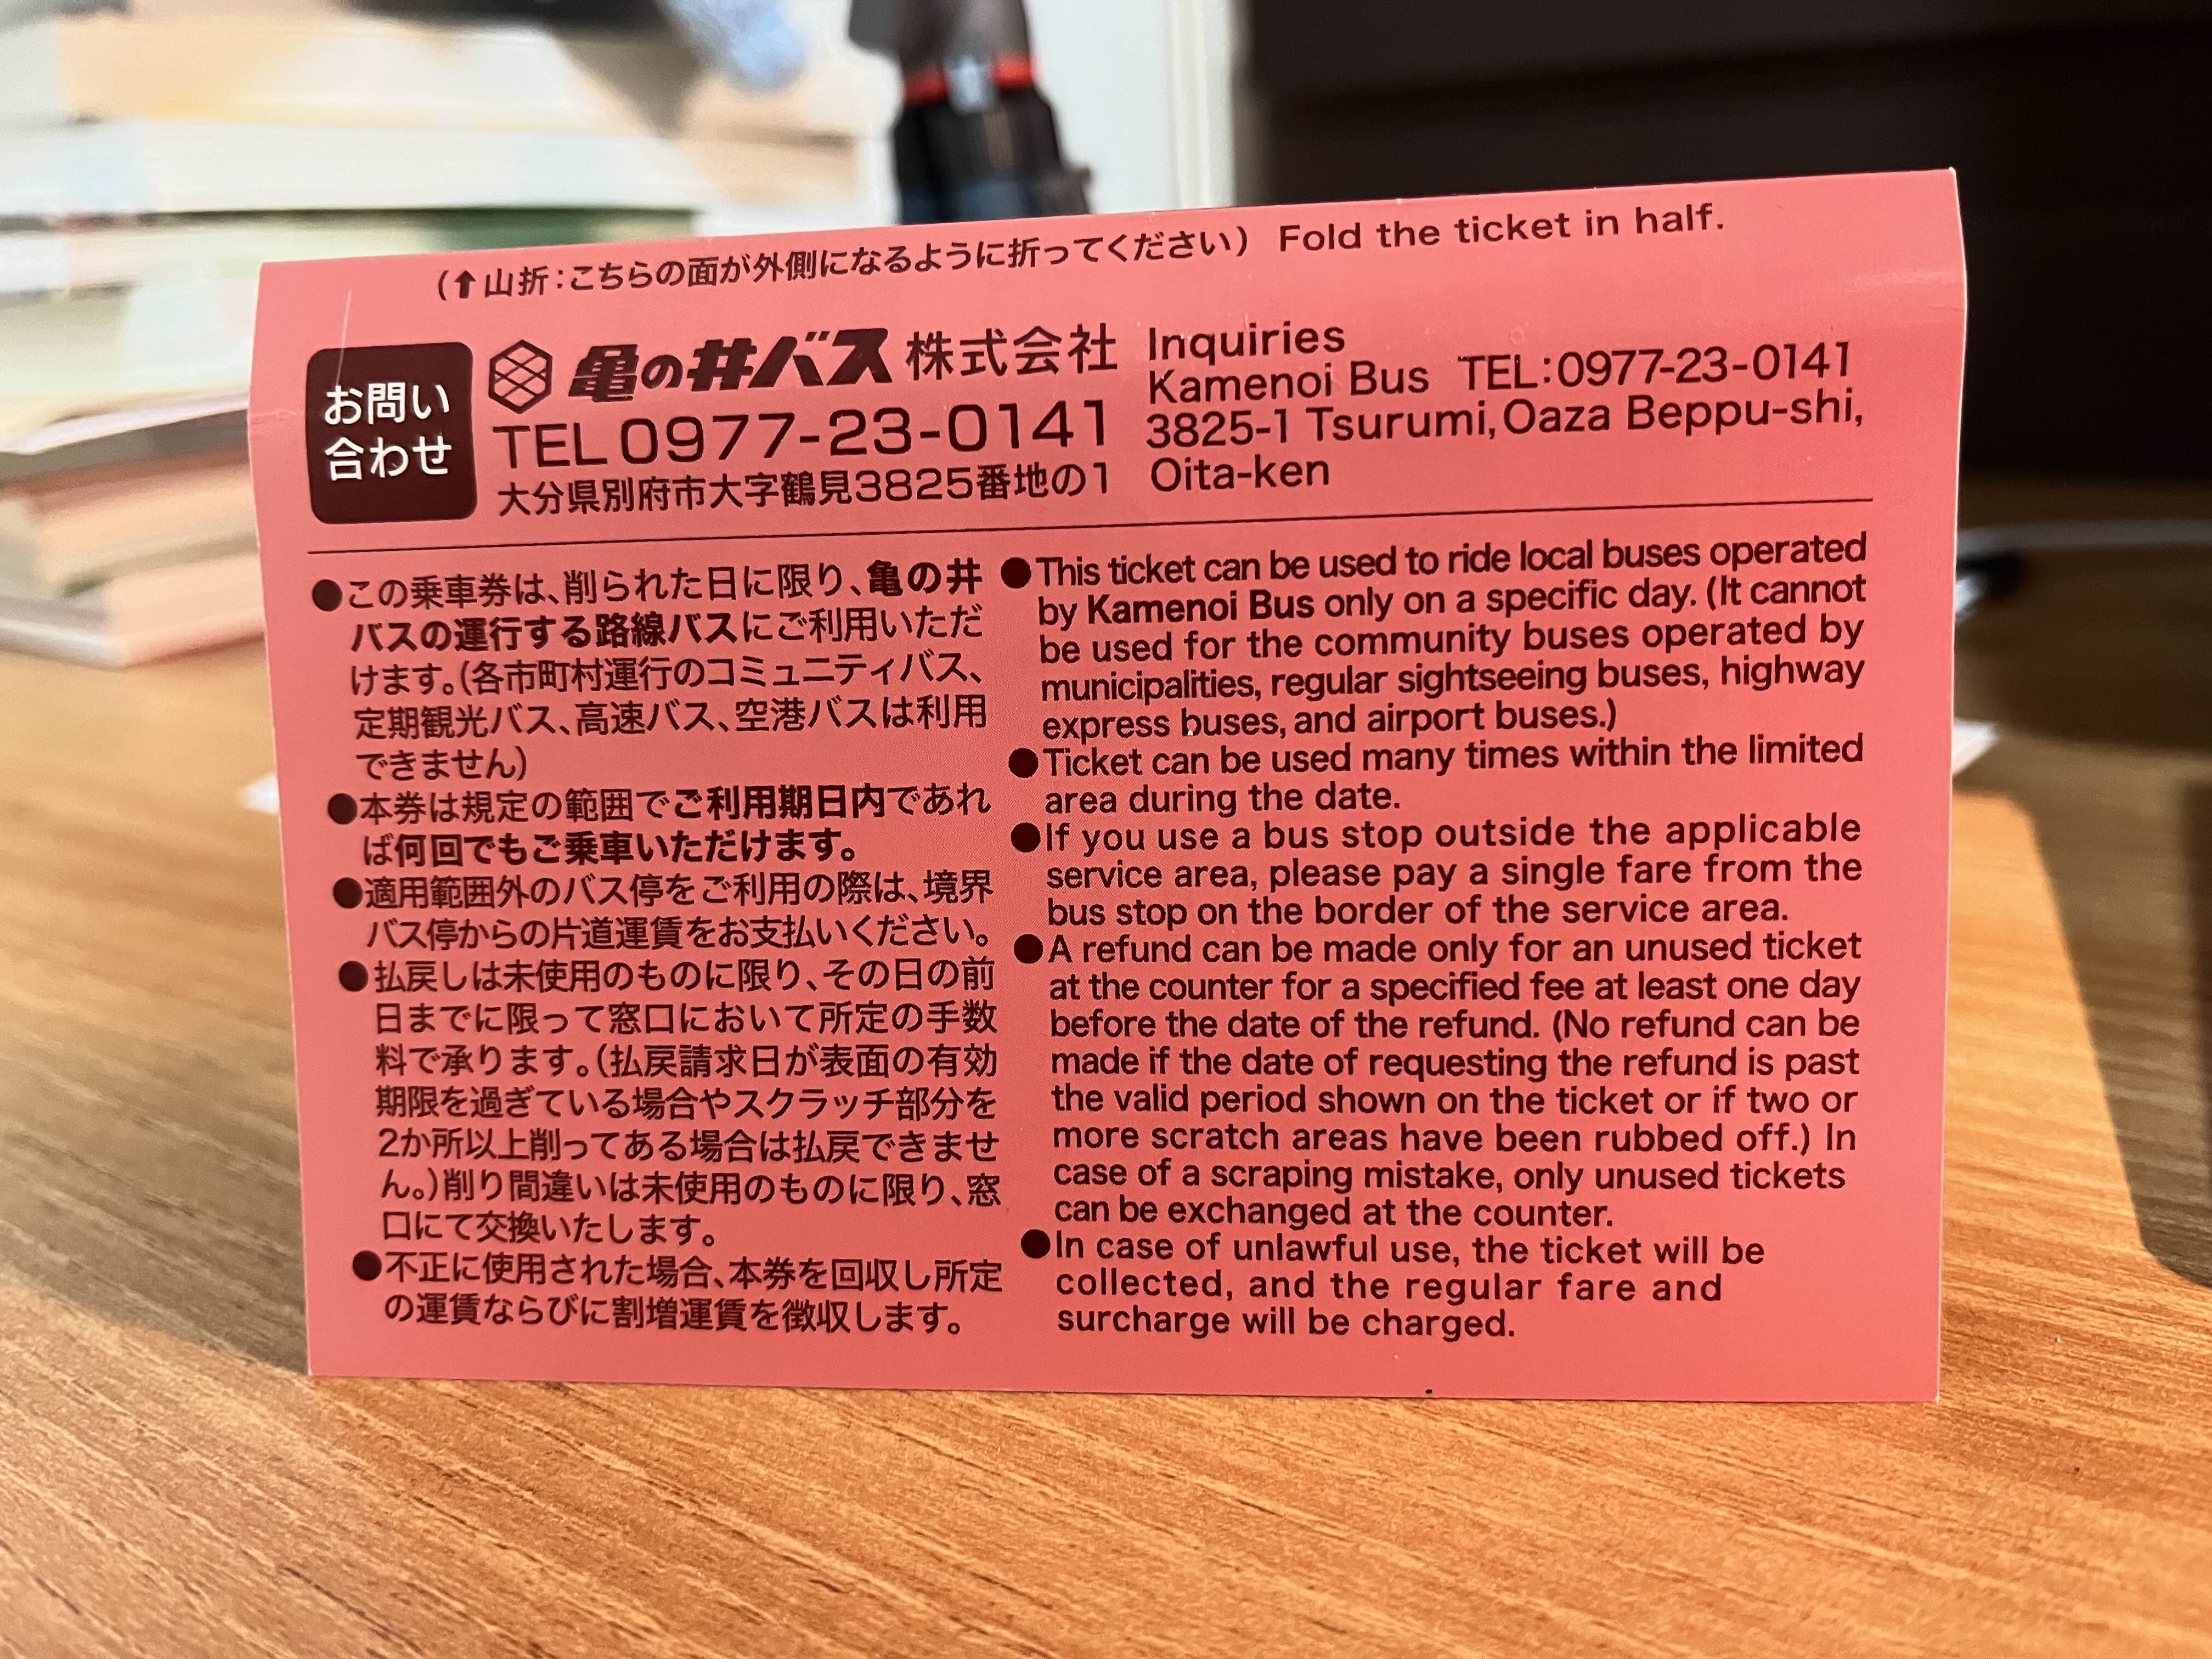 (↑山折:こちらの面が外側になるように折ってください) Fold the ticket in half.
お問い
合わせ
亀の井バス株式会社
TEL0977-23-0141
大分県別府市大字鶴見3825番地の1
Inquiries
Kamenoi Bus TEL:0977-23-0141
3825-1 Tsurumi,Oaza Beppu-shi,
Oita-ken
●この乗車券は、削られた日に限り、亀の井
バスの運行する路線バスにご利用いただ
けます。(各市町村運行のコミュニティバス、
定期観光バス、高速バス、空港バスは利用
できません)
●本券は規定の範囲でご利用期日内であれ
ば何回でもご乗車いただけます。
●適用範囲外のバス停をご利用の際は、境界
バス停からの片道運賃をお支払いください。
●払戻しは未使用のものに限り、その日の前
日までに限って窓口において所定の手数
料で承ります。(払戻請求日が表面の有効
期限を過ぎている場合やスクラッチ部分を
2か所以上削ってある場合は払戻できませ
ん。)削り間違いは未使用のものに限り、窓
口にて交換いたします。
●不正に使用された場合、本券を回収し所定
の運賃ならびに割増運賃を徴収します。
●This ticket can be used to ride local buses operated
by Kamenoi Bus only on a specific day. (It cannot
be used for the community buses operated by
municipalities, regular sightseeing buses, highway
express buses, and airport buses.)
●Ticket can be used many times within the limited
area during the date.
●If you use a bus stop outside the applicable
service area, please pay a single fare from the
bus stop on the border of the service area.
●A refund can be made only for an unused ticket
at the counter for a specified fee at least one day
before the date of the refund. (No refund can be
made if the date of requesting the refund is past
the valid period shown on the ticket or if two or
more scratch areas have been rubbed off.) In
case of a scraping mistake, only unused tickets
can be exchanged at the counter.
●In case of unlawful use, the ticket will be
collected, and the regular fare and
surcharge will be charged.